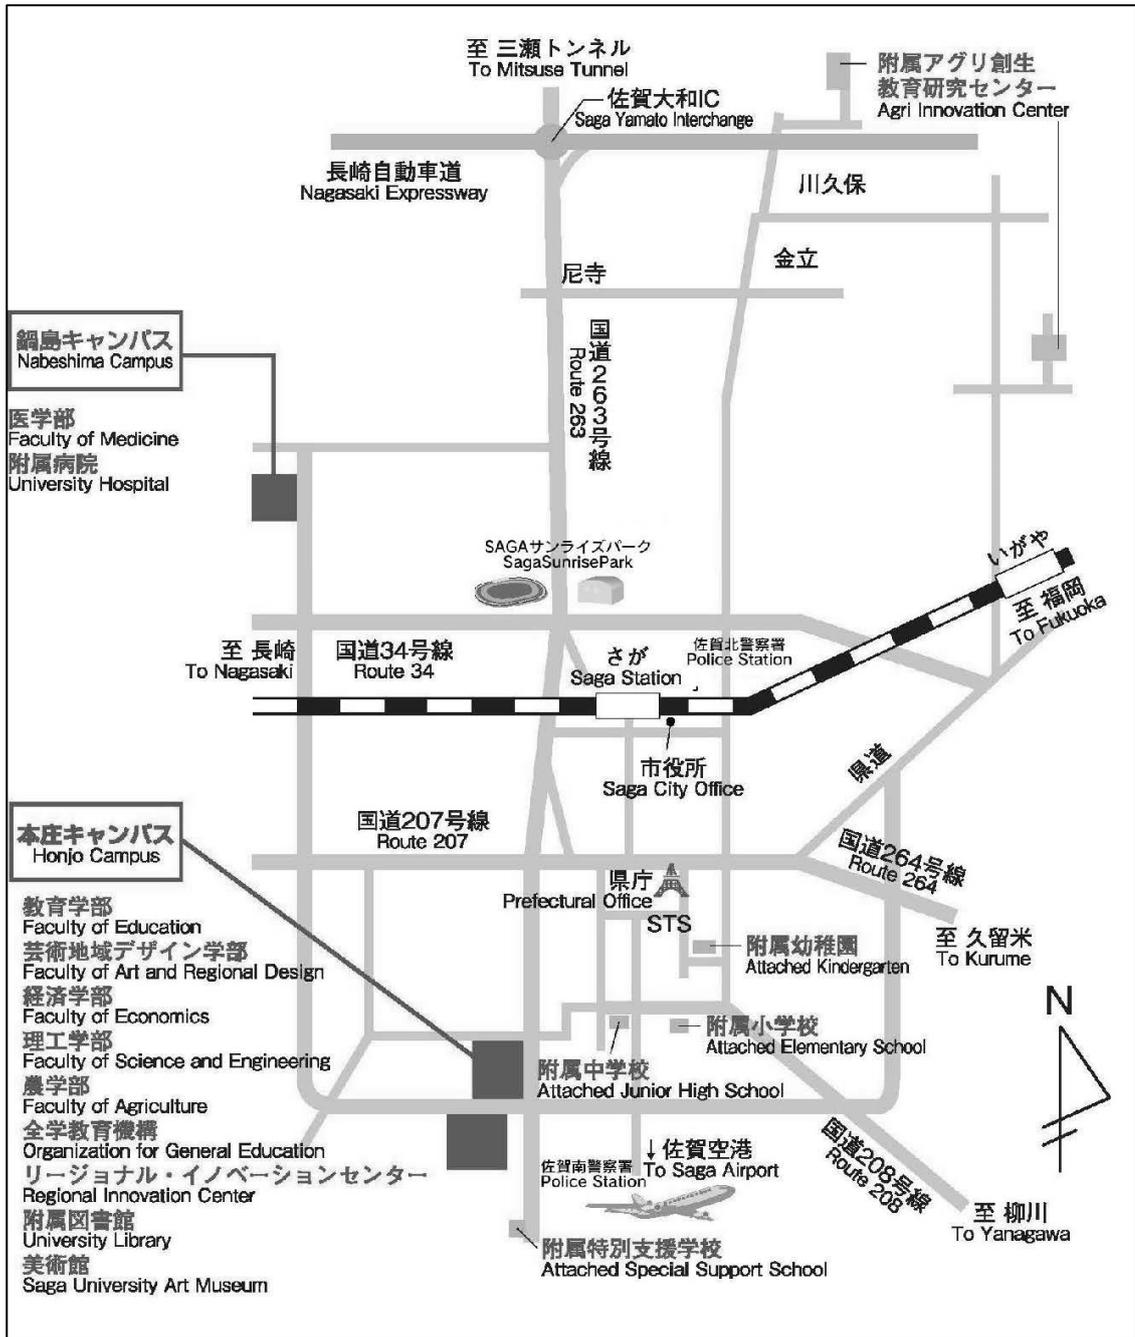 至 三瀬トンネル
To Mitsuse Tunnel
佐賀大和IC
Saga Yamato Interchange
附属アグリ創生
教育研究センター
Agri Innovation Center
長崎自動車道
Nagasaki Expressway
川久保
金立
尼寺
国道263号線
Route 263
鍋島キャンパス
Nabeshima Campus
医学部
Faculty of Medicine
附属病院
University Hospital
SAGAサンライズパーク
SagaSunrisePark
いがや
至 福岡
To Fukuoka
至 長崎
To Nagasaki
国道34号線
Route 34
さが
Saga Station
佐賀北警察署
Police Station
市役所
Saga City Office
県道
国道207号線
Route 207
国道264号線
Route 264
至 久留米
To Kurume
県庁
Prefectural Office
STS
附属幼稚園
Attached Kindergarten
本庄キャンパス
Honjo Campus
教育学部
Faculty of Education
芸術地域デザイン学部
Faculty of Art and Regional Design
経済学部
Faculty of Economics
理工学部
Faculty of Science and Engineering
農学部
Faculty of Agriculture
全学教育機構
Organization for General Education
リージョナル・イノベーションセンター
Regional Innovation Center
附属図書館
University Library
美術館
Saga University Art Museum
附属小学校
Attached Elementary School
附属中学校
Attached Junior High School
N
国道208号線
Route 208
至 柳川
To Yanagawa
佐賀南警察署
Police Station
↓佐賀空港
To Saga Airport
附属特別支援学校
Attached Special Support School